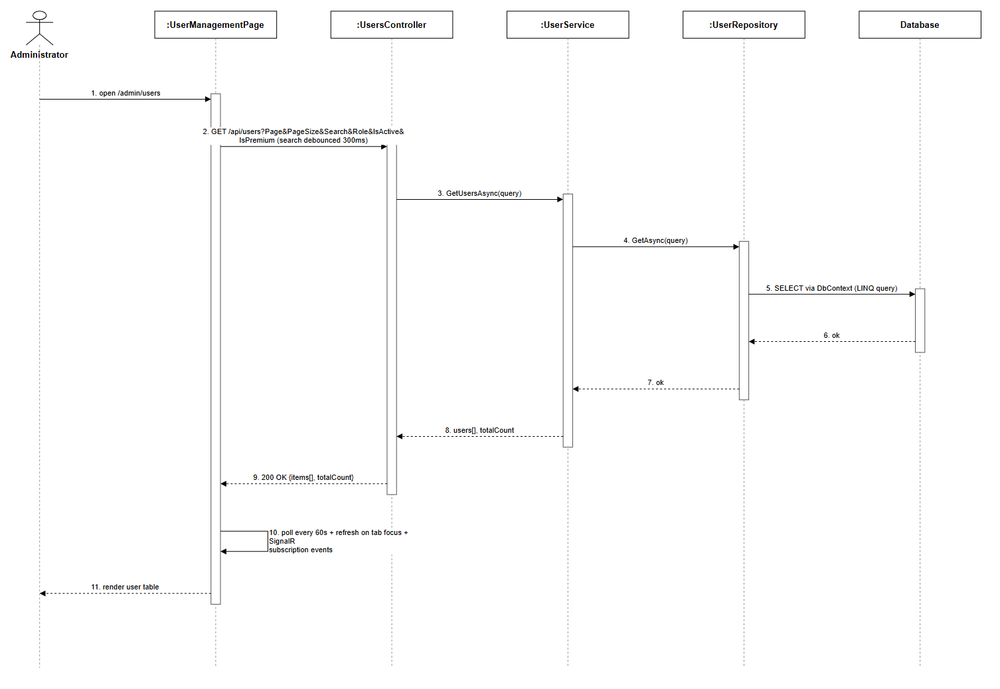 :UserManagementPage
:UsersController
:UserService
:UserRepository
Database
Administrator
1. open /admin/users
2. GET /api/users?Page&PageSize&Search&Role&IsActive&
IsPremium (search debounced 300ms)
3. GetUsersAsync(query)
4. GetAsync(query)
5. SELECT via DbContext (LINQ query)
6. ok
7. ok
8. users[], totalCount
9. 200 OK {items[], totalCount}
10. poll every 60s + refresh on tab focus +
SignalR
subscription events
11. render user table